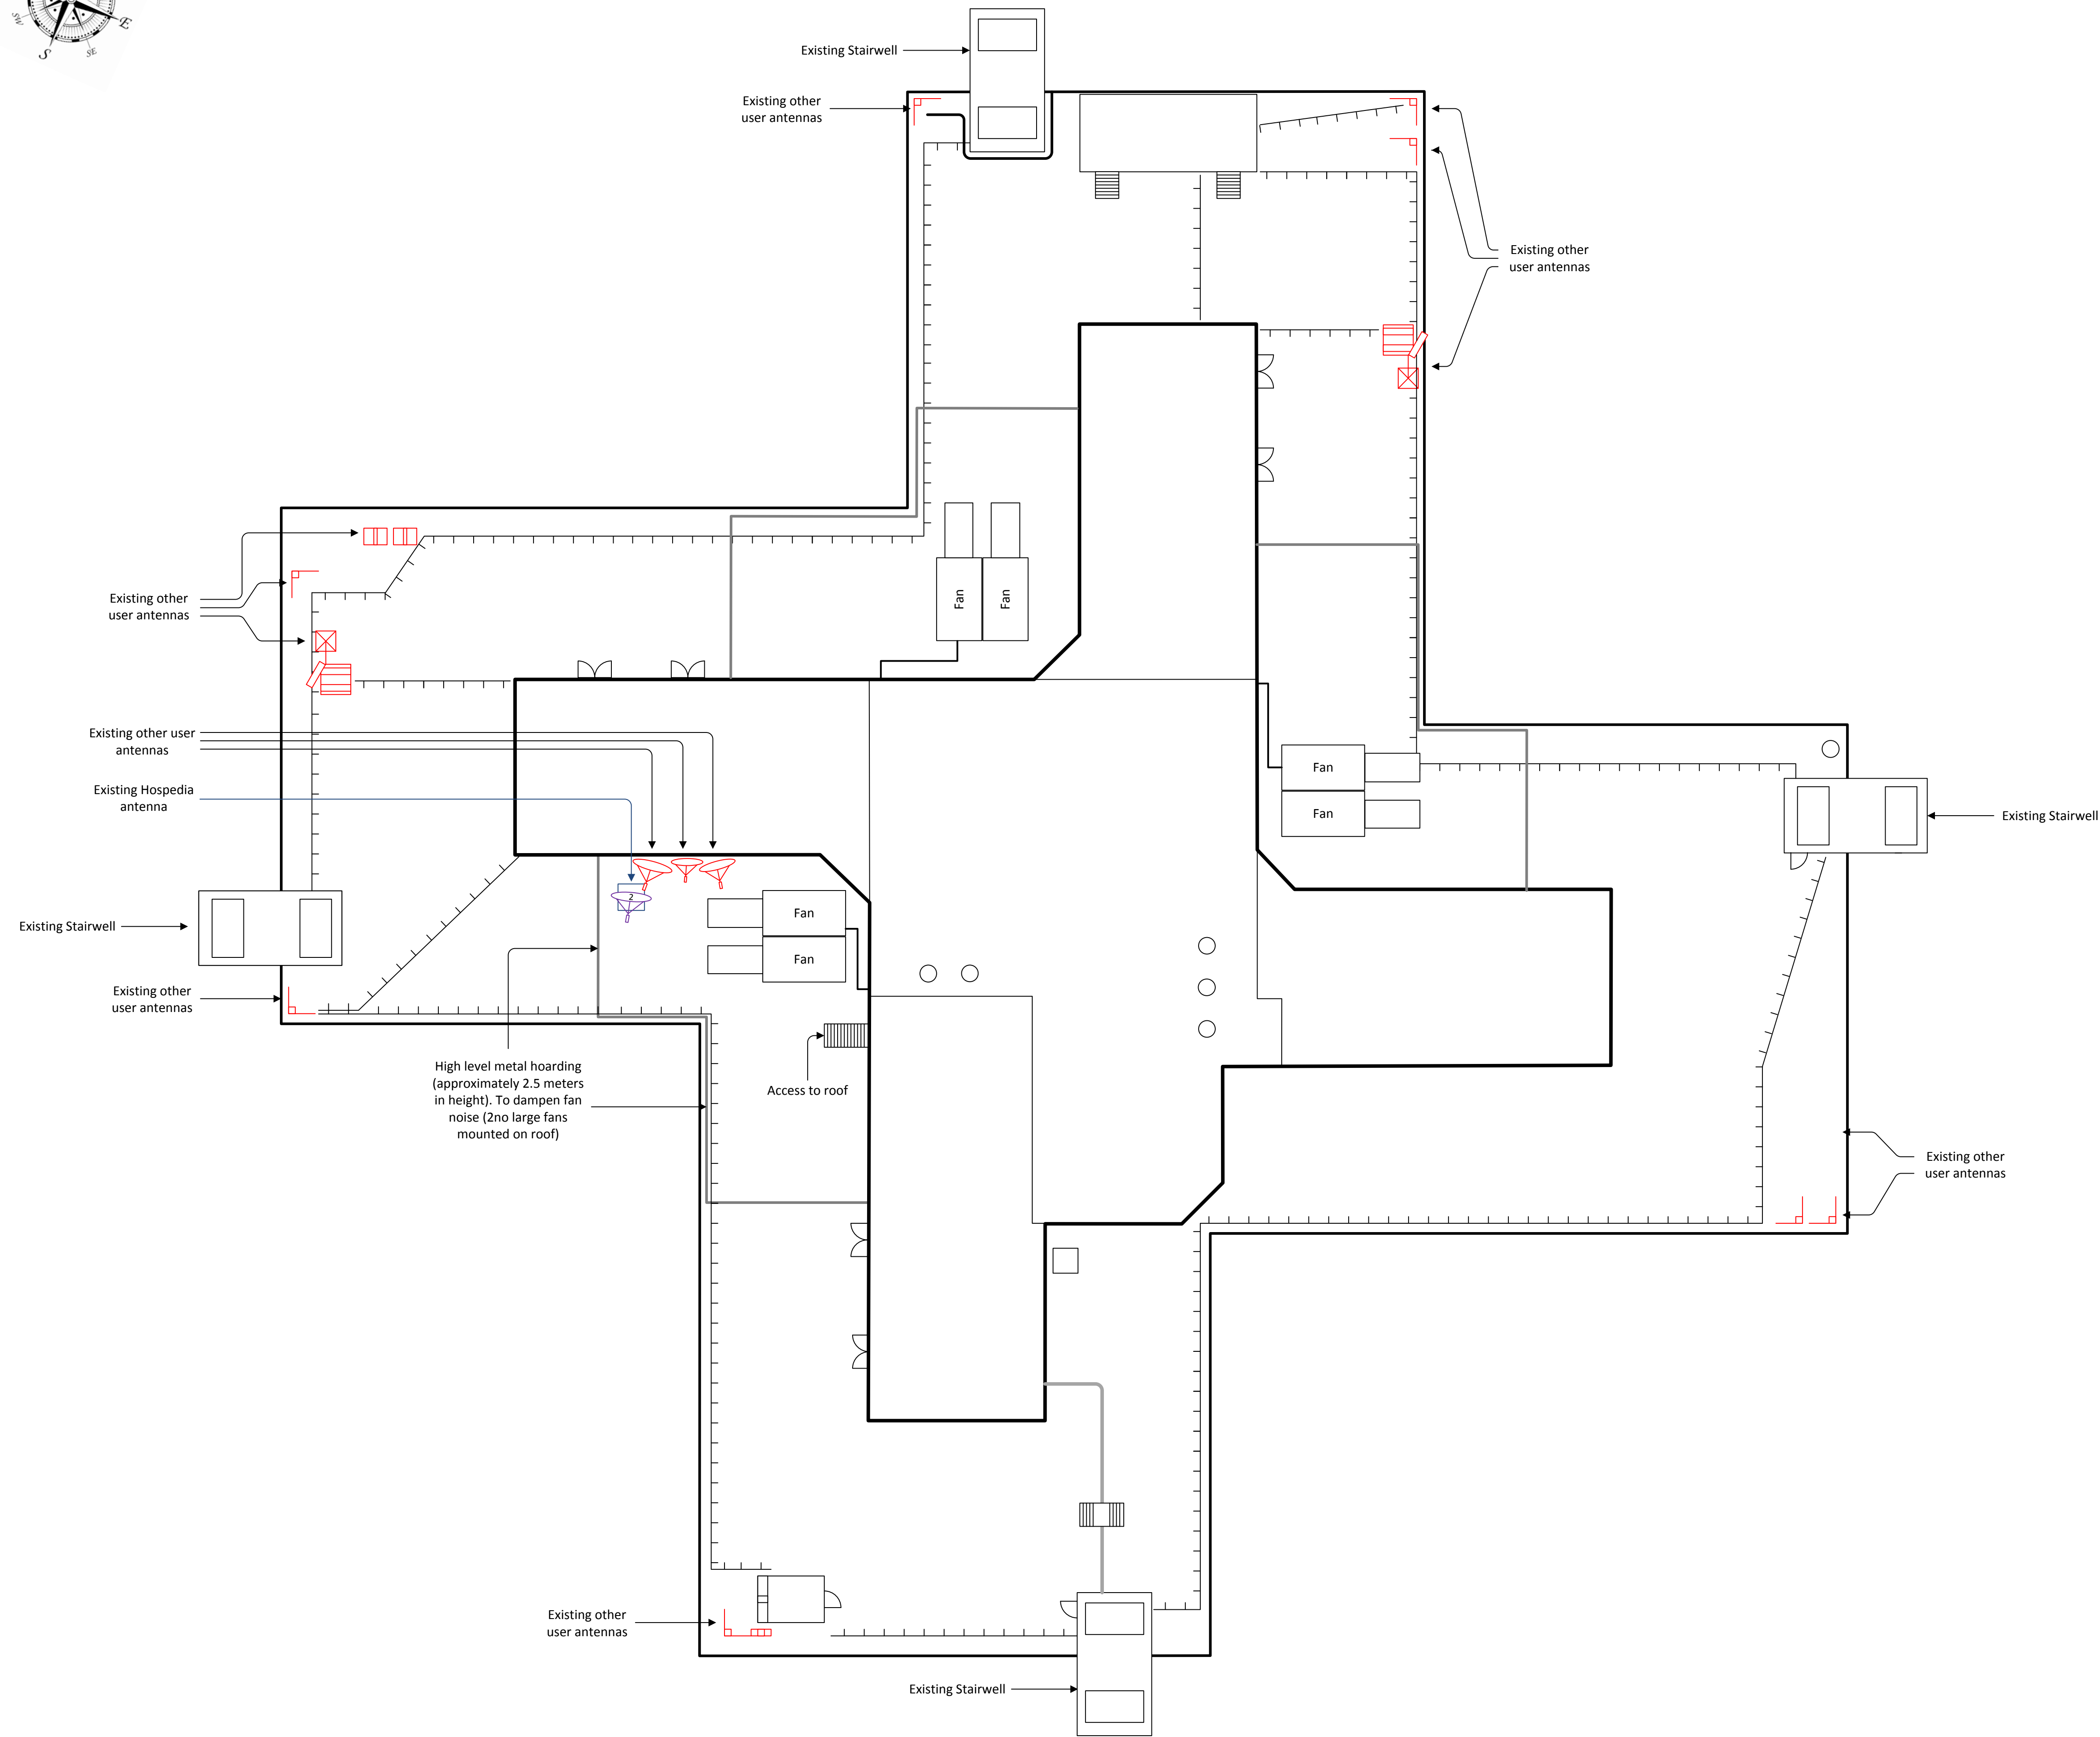 SW
S
SE
E
Existing Stairwell
Existing other
user antennas
Existing other
user antennas
Fan
Fan
Existing other
user antennas
Existing other user
antennas
Existing Hospedia
antenna
Fan
Fan
Existing Stairwell
2
Fan
Fan
Existing Stairwell
Existing other
user antennas
High level metal hoarding
(approximately 2.5 meters
in height). To dampen fan
noise (2no large fans
mounted on roof)
Access to roof
Existing other
user antennas
Existing other
user antennas
Existing Stairwell